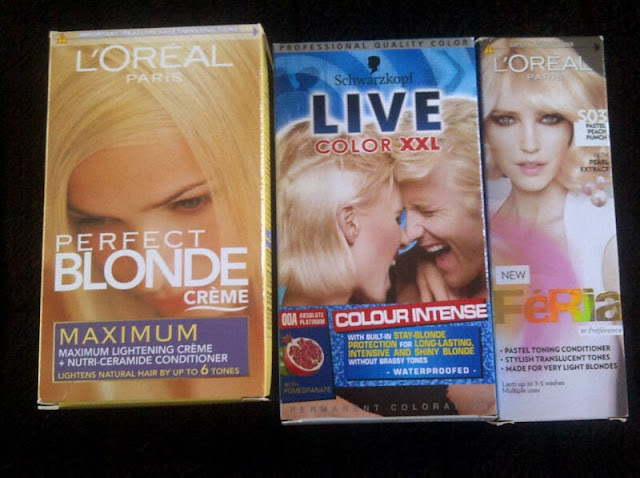 L'ORÉAL
PARIS
PERFECT
BLONDE
CRÈME
MAXIMUM
MAXIMUM LIGHTENING CRÈME
+ NUTRI-CERAMIDE CONDITIONER
LIGHTENS NATURAL HAIR BY UP TO 6 TONES
PROFESSIONAL QUALITY COLOR
Schwarzkopf
LIVE
COLOR XXL
00A ABSOLUTE
PLATINUM
WITH
POMEGRANATE
COLOUR INTENSE
WITH BUILT-IN STAY-BLONDE
PROTECTION FOR LONG-LASTING,
INTENSIVE AND SHINY BLONDE
WITHOUT BRASSY TONES
• WATERPROOFED •
PERMANENT
L'ORÉAL
PARIS
S03
PASTEL
PEACH
PUNCH
PEARL
EXTRACT
NEW
FéRia
by Préférence
• PASTEL TONING CONDITIONER
• STYLISH TRANSLUCENT TONES
• MADE FOR VERY LIGHT BLONDES
Lasts up to 3-5 washes
Multiple uses